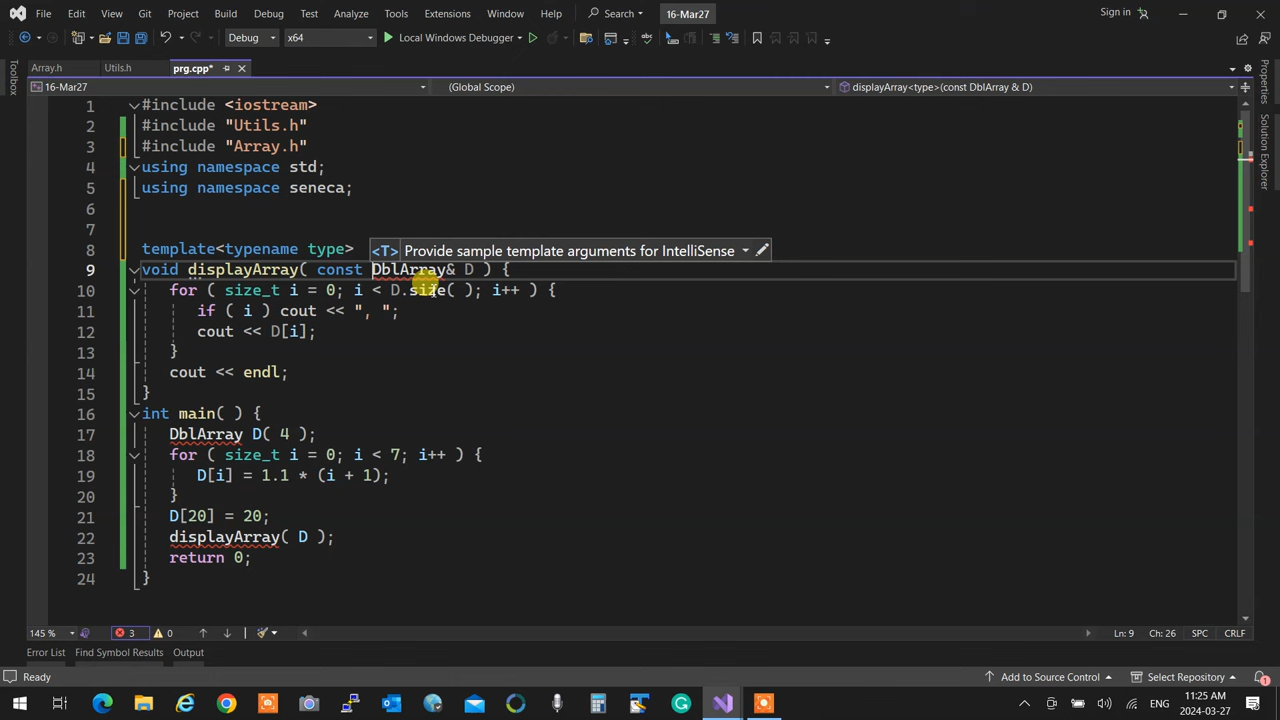 File Edit View Git Project Build Debug Test Analyze Tools Extensions Window Help Search 16-Mar27 Sign in
Debug x64 Local Windows Debugger
Array.h Utils.h prg.cpp*
16-Mar27 (Global Scope) displayArray<type>(const DblArray & D)
1 #include <iostream>
2 #include "Utils.h"
3 #include "Array.h"
4 using namespace std;
5 using namespace seneca;
6
7
8 template<typename type> <T> Provide sample template arguments for IntelliSense
9 void displayArray( const DblArray& D ) {
10 for ( size_t i = 0; i < D.size( ); i++ ) {
11 if ( i ) cout << ", ";
12 cout << D[i];
13 }
14 cout << endl;
15 }
16 int main( ) {
17 DblArray D( 4 );
18 for ( size_t i = 0; i < 7; i++ ) {
19 D[i] = 1.1 * (i + 1);
20 }
21 D[20] = 20;
22 displayArray( D );
23 return 0;
24 }
Toolbox
Properties
Solution Explorer
145 % 3 0 Ln: 9 Ch: 26 SPC CRLF
Error List Find Symbol Results Output
Ready Add to Source Control Select Repository 1
ENG 11:25 AM
2024-03-27